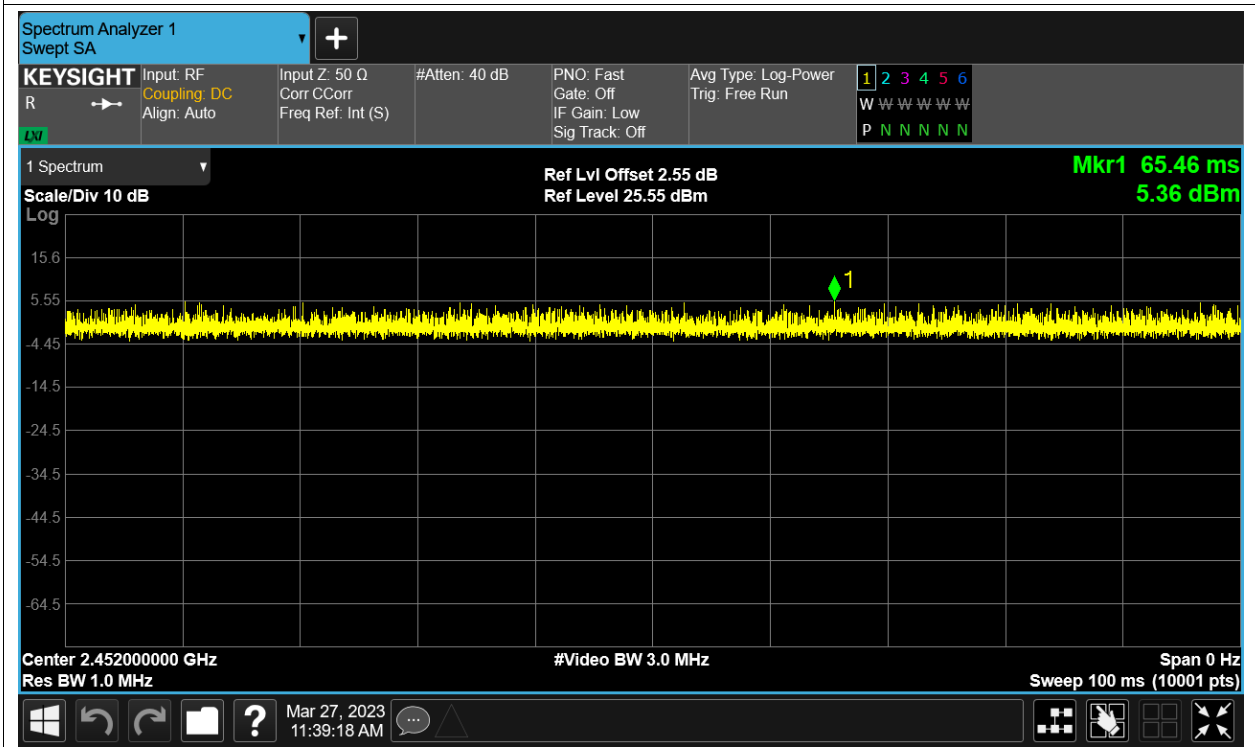 Spectrum Analyzer 1
Swept SA
KEYSIGHT
R
LXI
Input: RF
Coupling: DC
Align: Auto
Input Z: 50 Ω
Corr CCorr
Freq Ref: Int (S)
#Atten: 40 dB
PNO: Fast
Gate: Off
IF Gain: Low
Sig Track: Off
Avg Type: Log-Power
Trig: Free Run
1 2 3 4 5 6
W W W W W W
P N N N N N
1 Spectrum
Scale/Div 10 dB
Ref Lvl Offset 2.55 dB
Ref Level 25.55 dBm
Mkr1 65.46 ms
5.36 dBm
Log
15.6
5.55
-4.45
-14.5
-24.5
-34.5
-44.5
-54.5
-64.5
1
Center 2.452000000 GHz
Res BW 1.0 MHz
#Video BW 3.0 MHz
Span 0 Hz
Sweep 100 ms (10001 pts)
?
Mar 27, 2023
11:39:18 AM